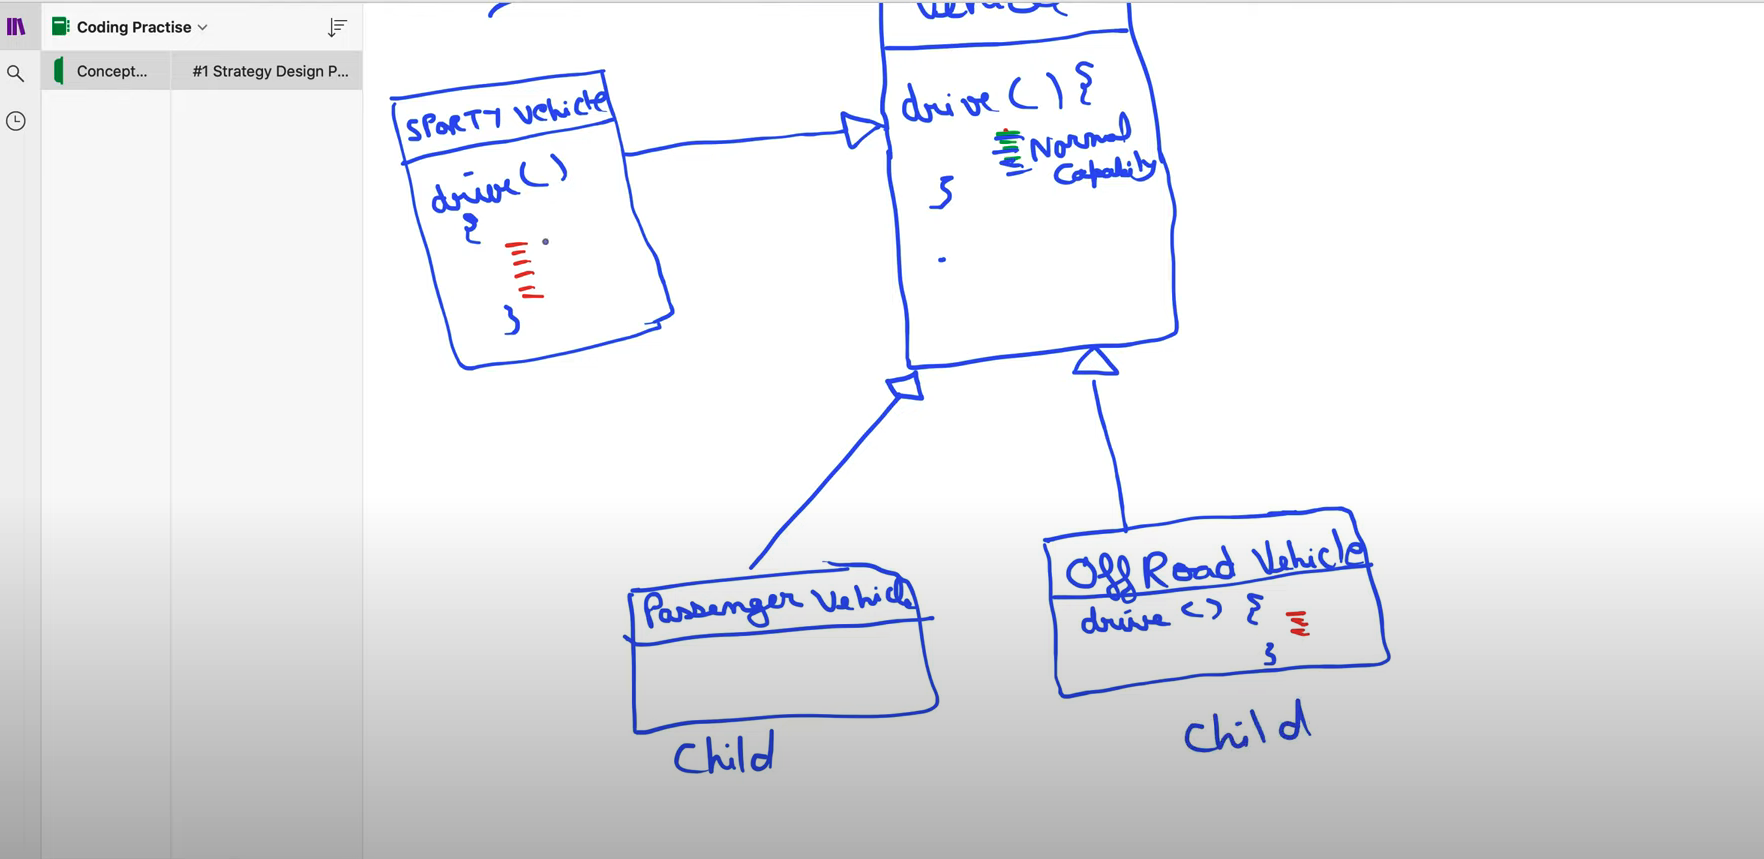 Coding Practise
Concept...
#1 Strategy Design P...
Vehicle
drive ( ) {
Normal
Capability
}
SPORTY Vehicle
drive ( )
{
}
Passenger Vehicle
Child
Off Road Vehicle
drive < > {
}
Child